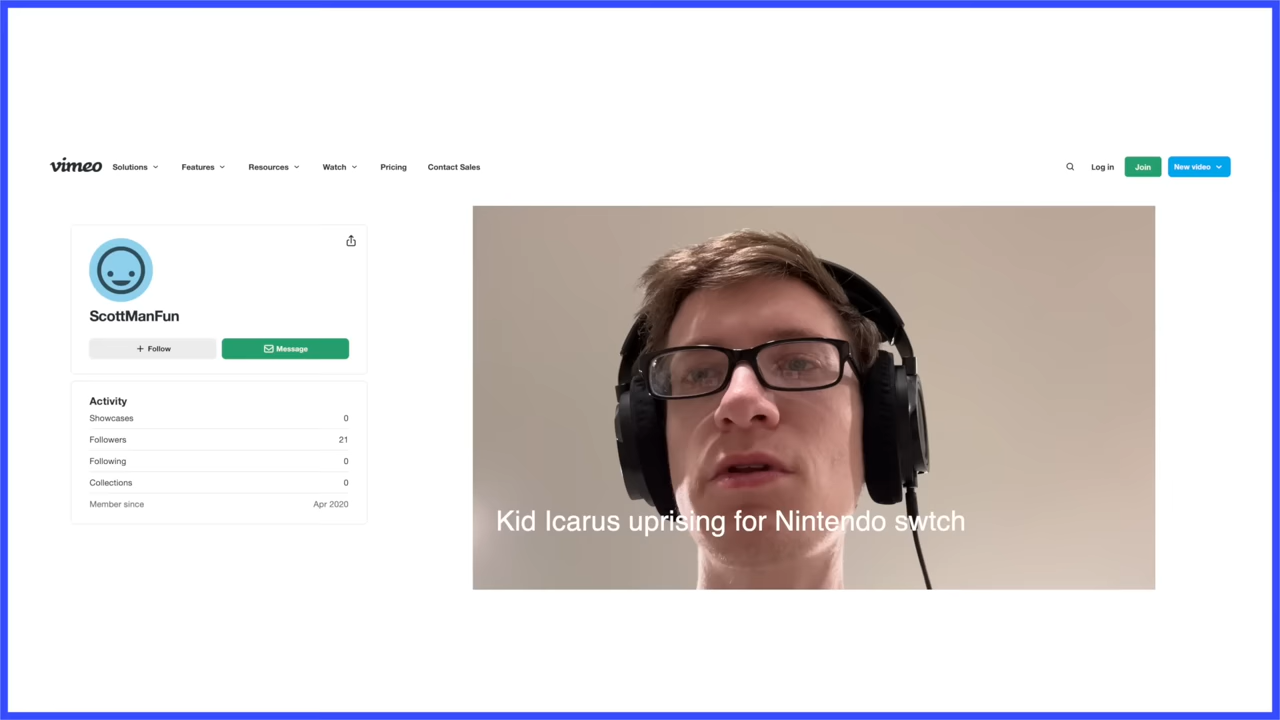 vimeo Solutions Features Resources Watch Pricing Contact Sales Log in Join New video
ScottManFun
+ Follow Message
Activity
Showcases 0
Followers 21
Following 0
Collections 0
Member since Apr 2020
Kid Icarus uprising for Nintendo swtch